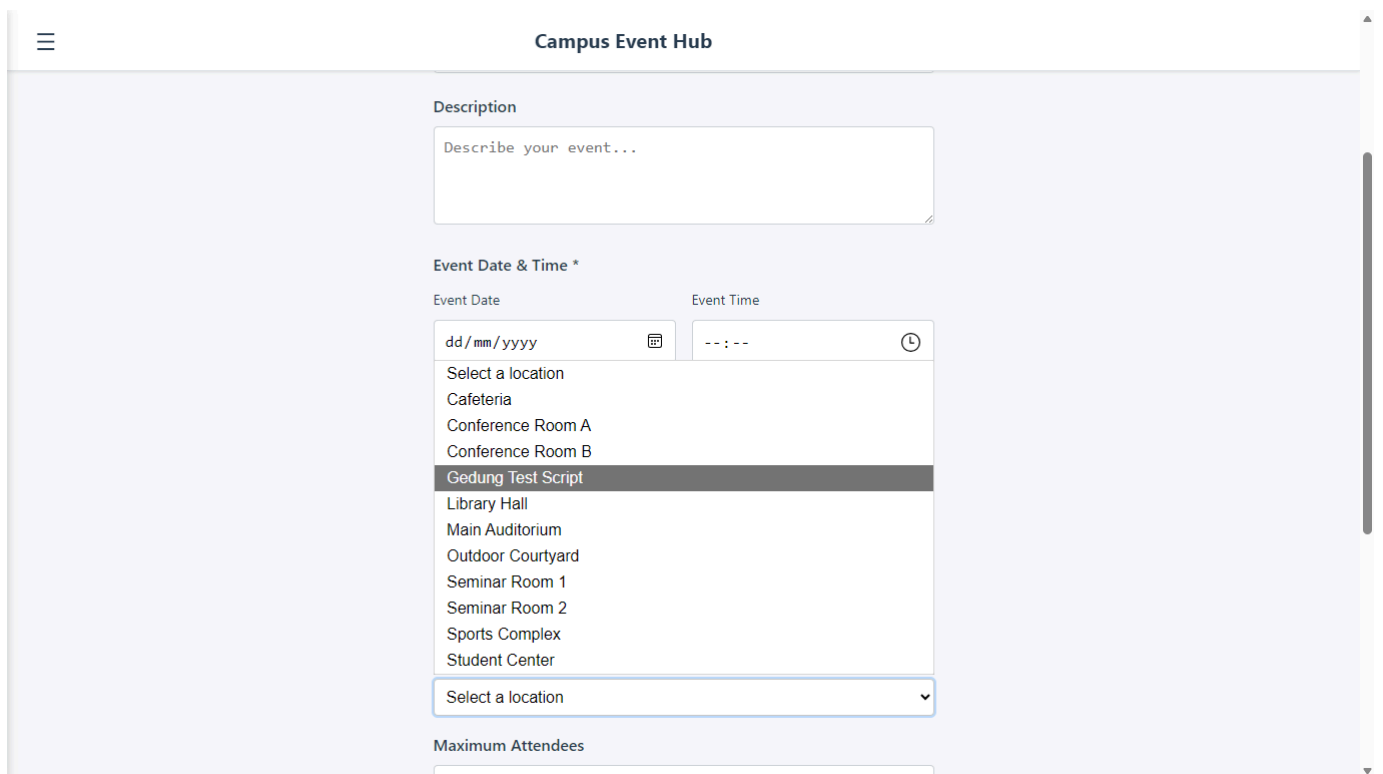 Campus Event Hub
Description
Describe your event...
Event Date & Time *
Event Date Event Time
dd/mm/yyyy --:--
Select a location
Cafeteria
Conference Room A
Conference Room B
Gedung Test Script
Library Hall
Main Auditorium
Outdoor Courtyard
Seminar Room 1
Seminar Room 2
Sports Complex
Student Center
Select a location
Maximum Attendees